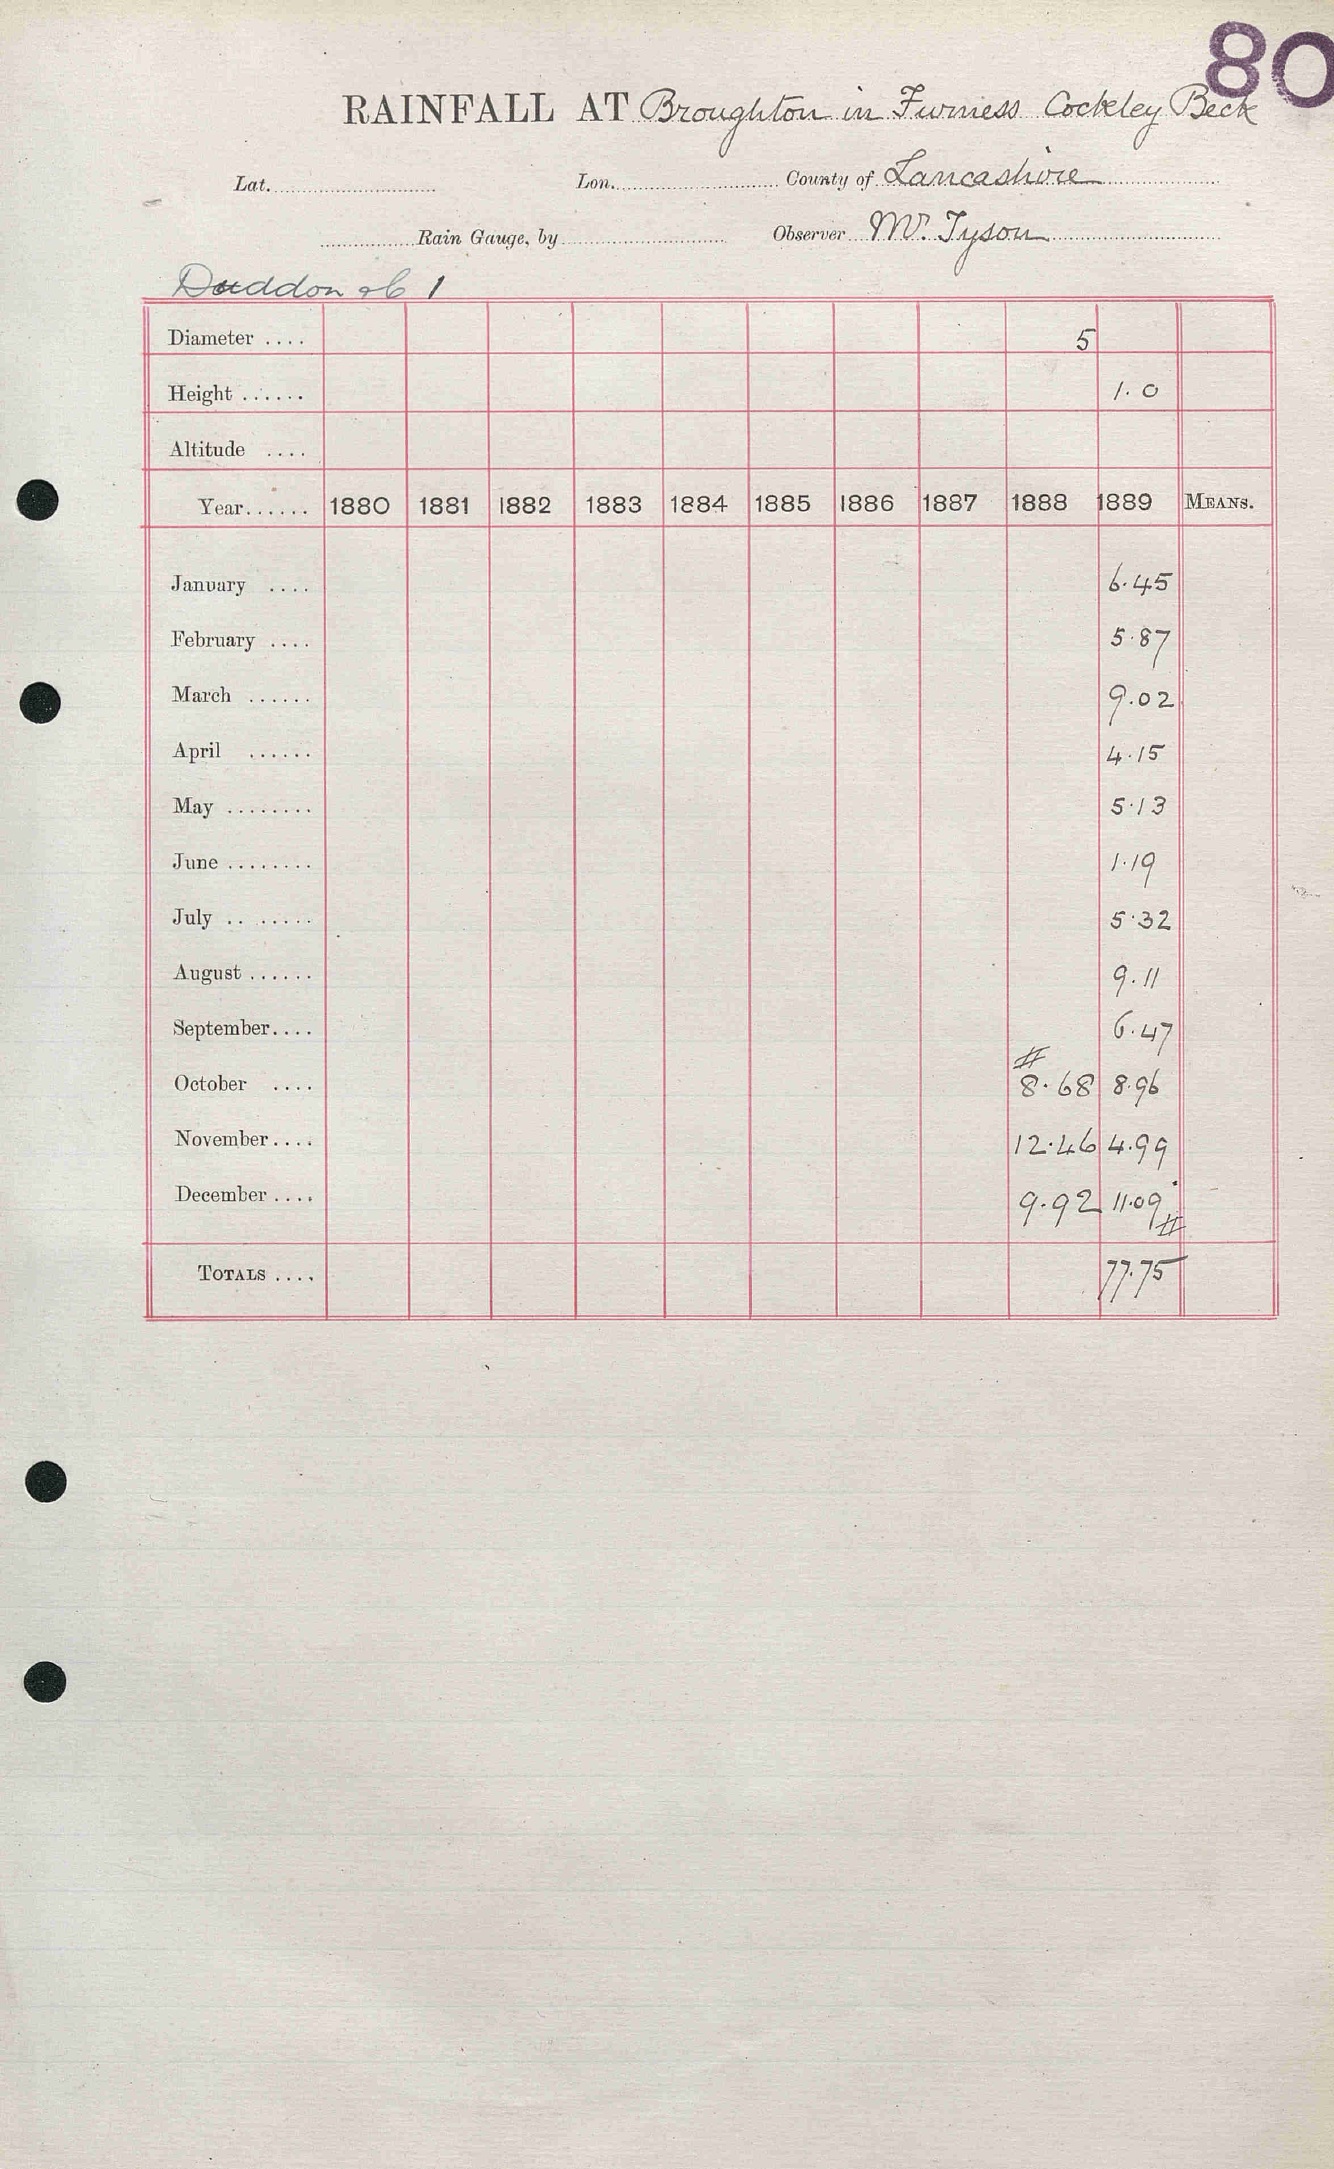 80
RAINFALL AT Broughton in Furness Cockley Beck
Lat. Lon. County of Lancashire
Rain Gauge, by Observer Mr. Tyson
Duddon 1
Diameter .... 5
Height ...... 1.0
Altitude ....
Year...... 1880 1881 1882 1883 1884 1885 1886 1887 1888 1889 MEANS.
January .... 6.45
February .... 5.87
March ...... 9.02
April ...... 4.15
May ........ 5.13
June ........ 1.19
July .. ...... 5.32
August ...... 9.11
September.... 6.47
#
October .... 8.68 8.96
November.... 12.46 4.99
December .... 9.92 11.09
#
TOTALS .... 77.75